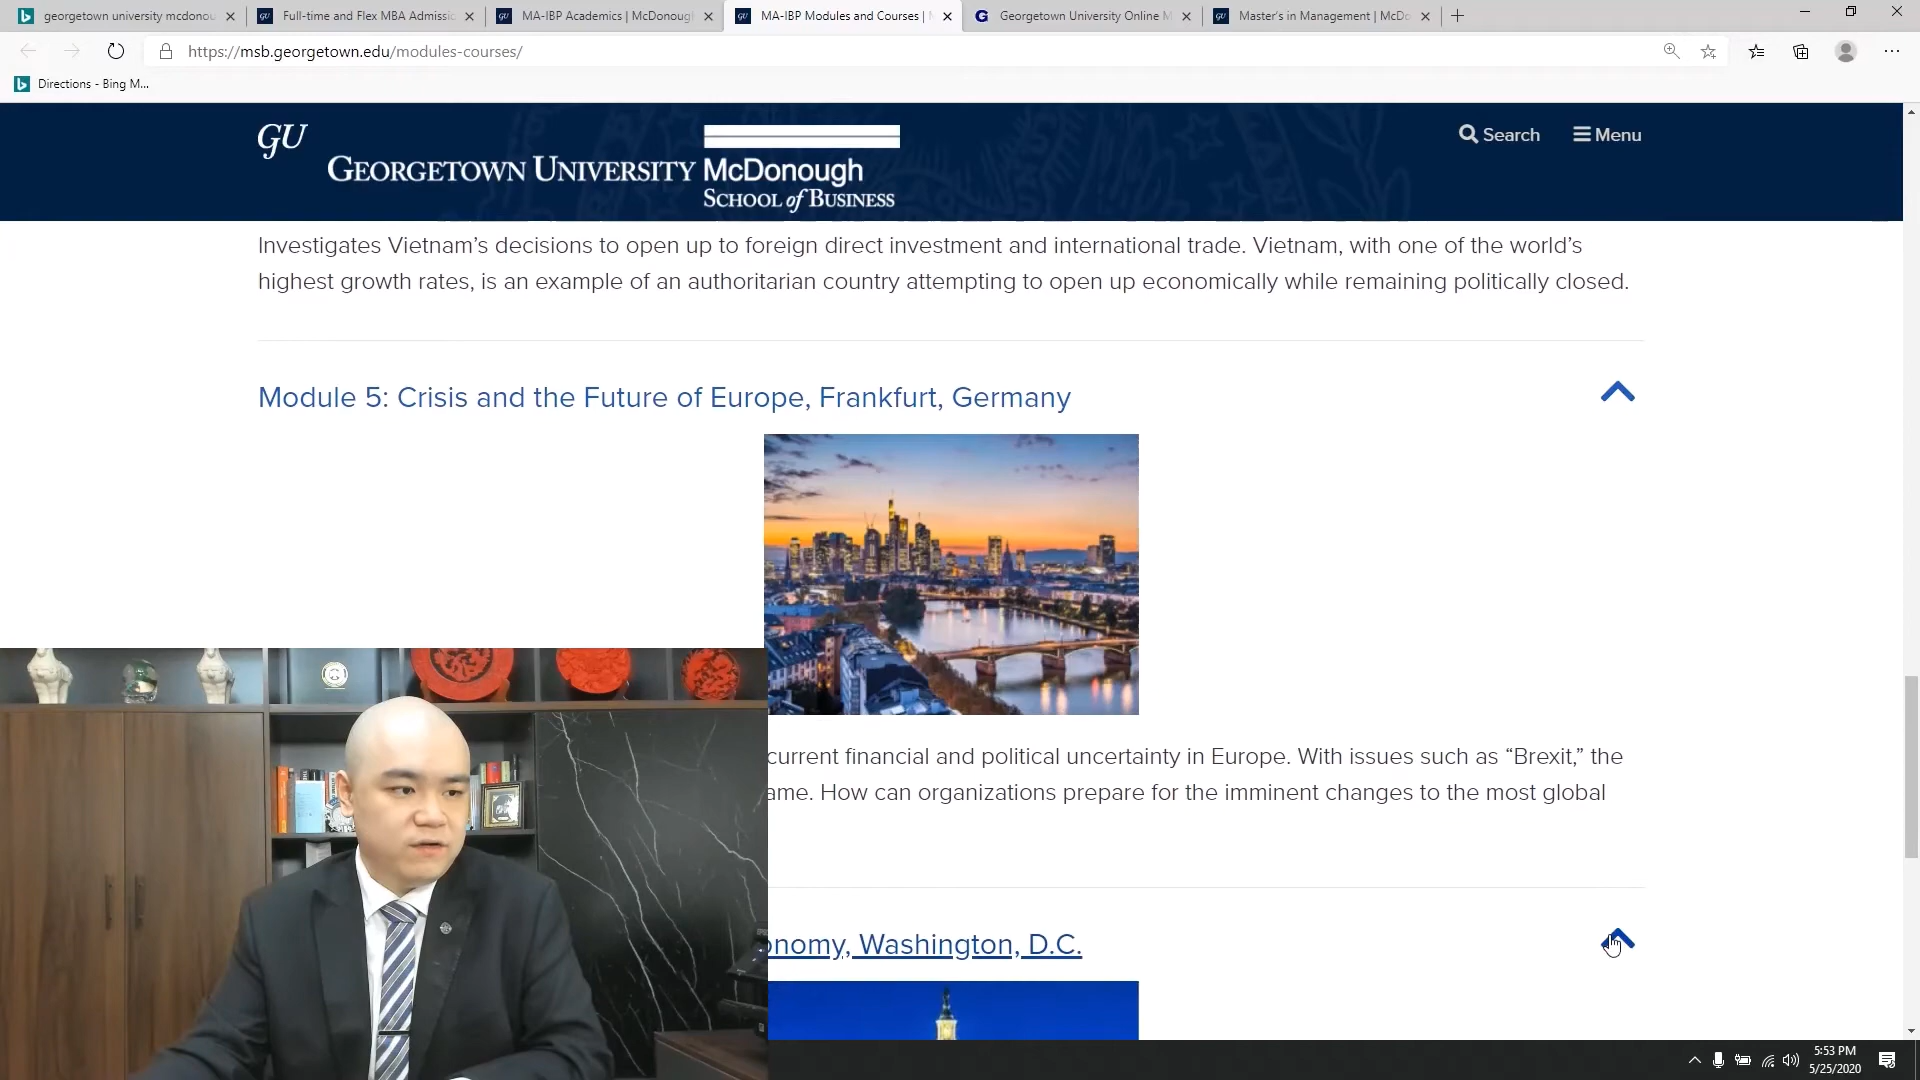 georgetown university mcdonou
Full-time and Flex MBA Admissi
MA-IBP Academics | McDonough
MA-IBP Modules and Courses |
Georgetown University Online M
Master's in Management | McDo
https://msb.georgetown.edu/modules-courses/
Directions - Bing M...
GU
GEORGETOWN UNIVERSITY
McDonough
SCHOOL of BUSINESS
Search
Menu
Investigates Vietnam’s decisions to open up to foreign direct investment and international trade. Vietnam, with one of the world’s
highest growth rates, is an example of an authoritarian country attempting to open up economically while remaining politically closed.
Module 5: Crisis and the Future of Europe, Frankfurt, Germany
current financial and political uncertainty in Europe. With issues such as “Brexit,” the
ame. How can organizations prepare for the imminent changes to the most global
onomy, Washington, D.C.
5:53 PM
5/25/2020